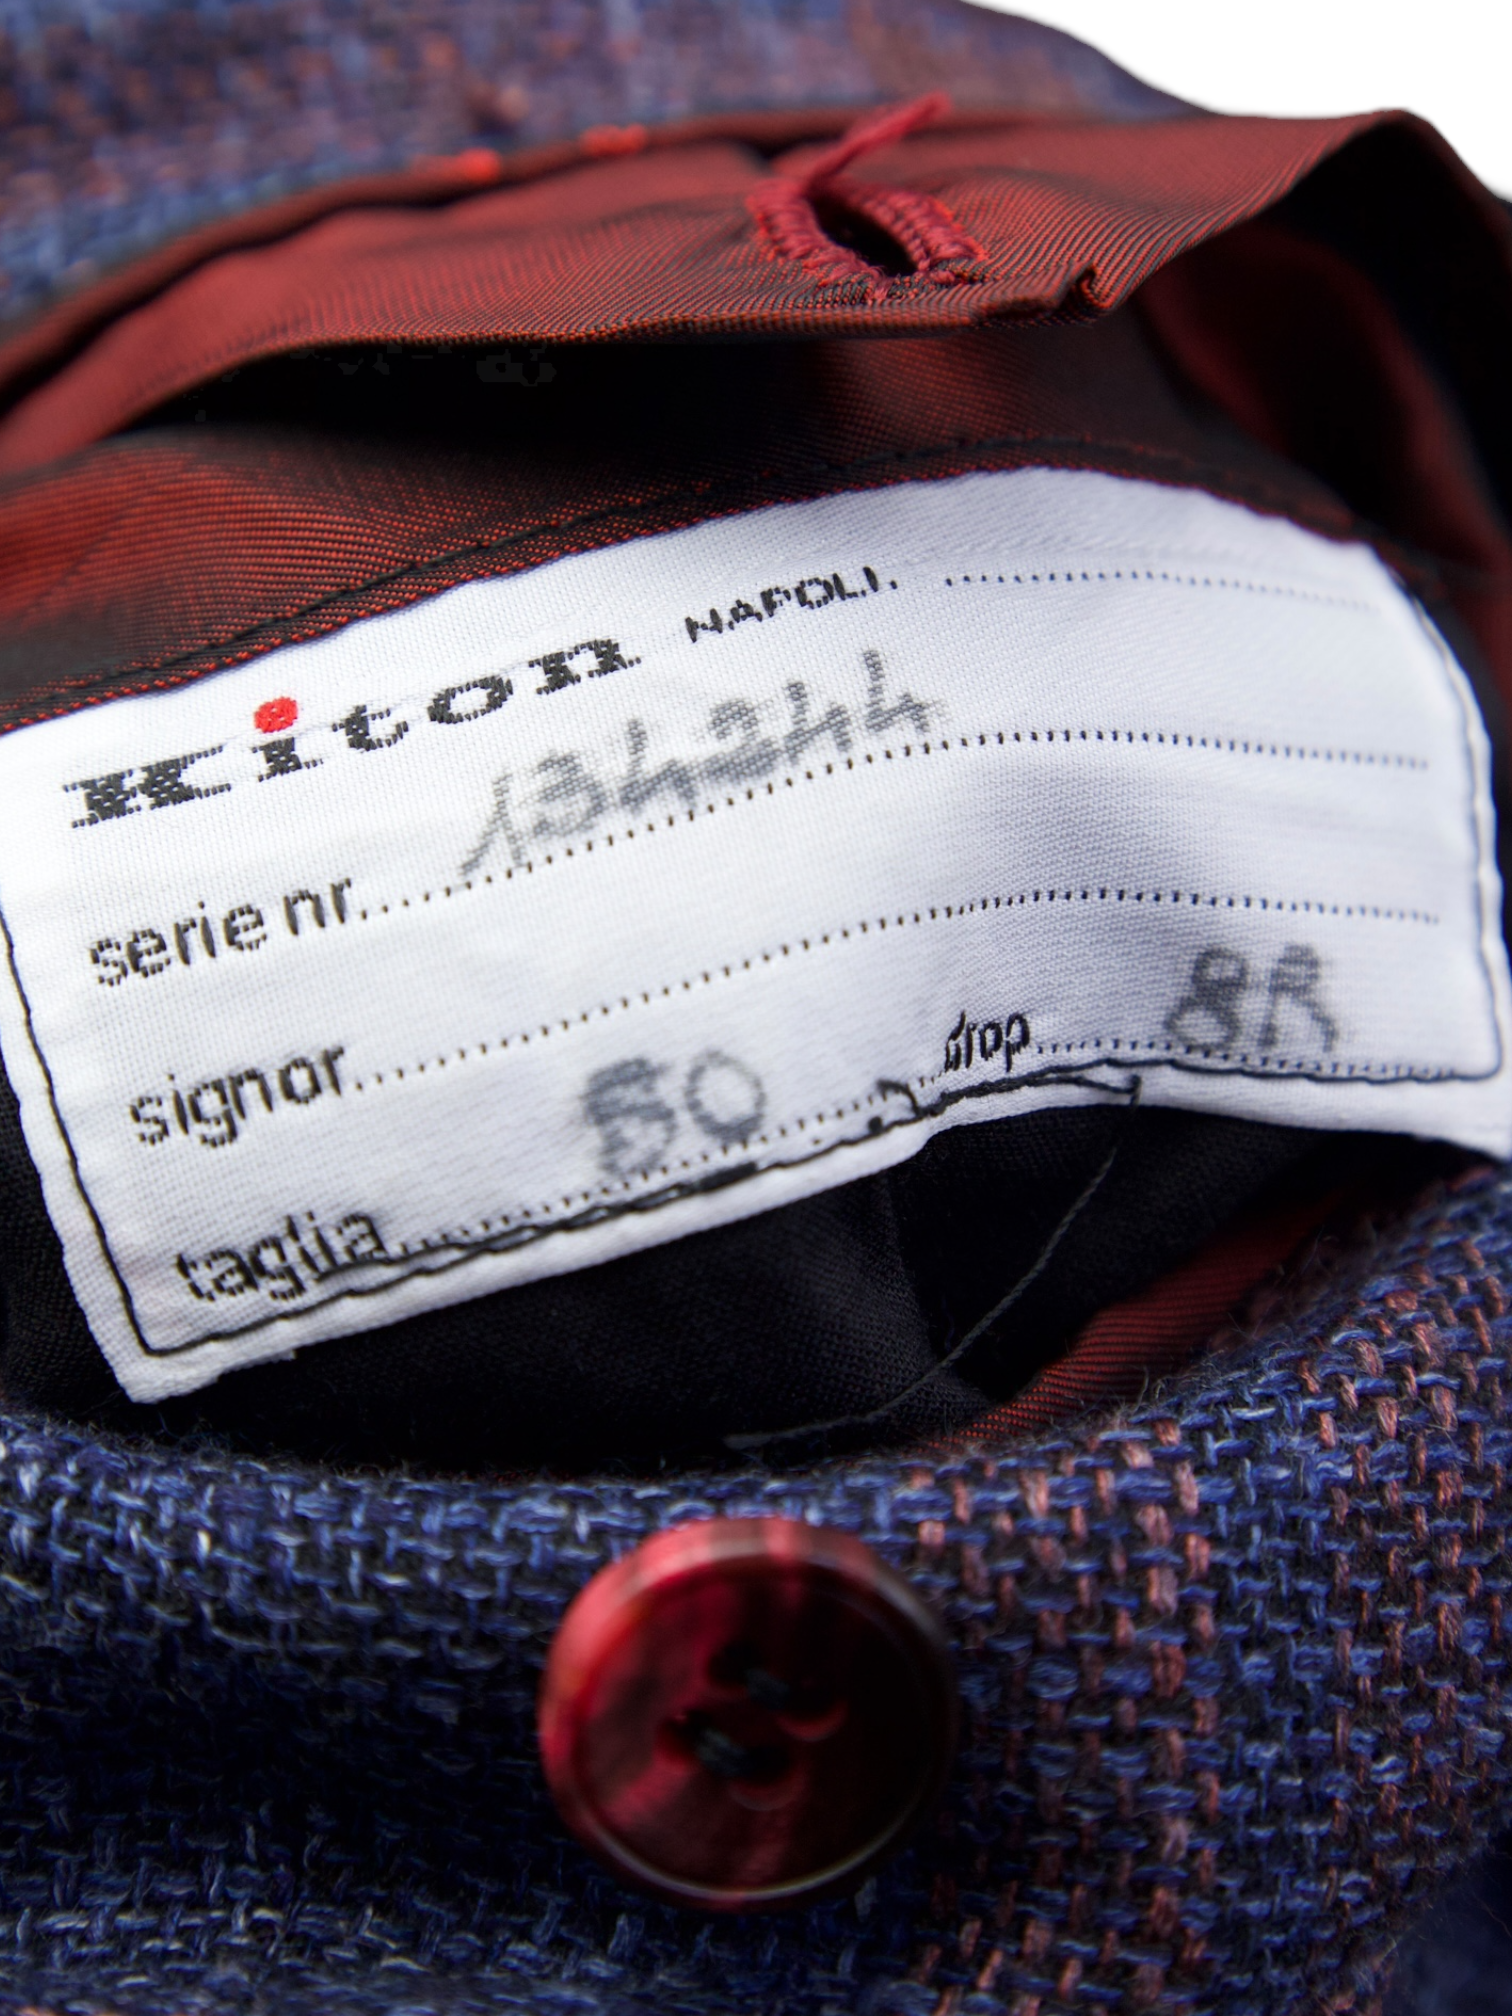 Kiton NAPOLI.
serie nr. 134244
signor
taglia 50 drop 8R